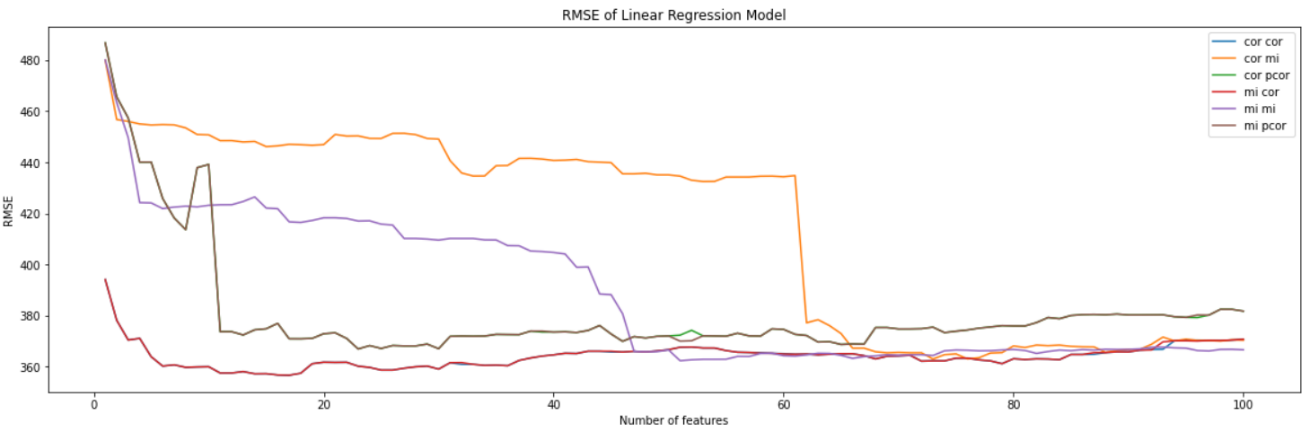 RMSE of Linear Regression Model
RMSE
480
460
440
420
400
380
360
cor cor
cor mi
cor pcor
mi cor
mi mi
mi pcor
0
20
40
60
80
100
Number of features